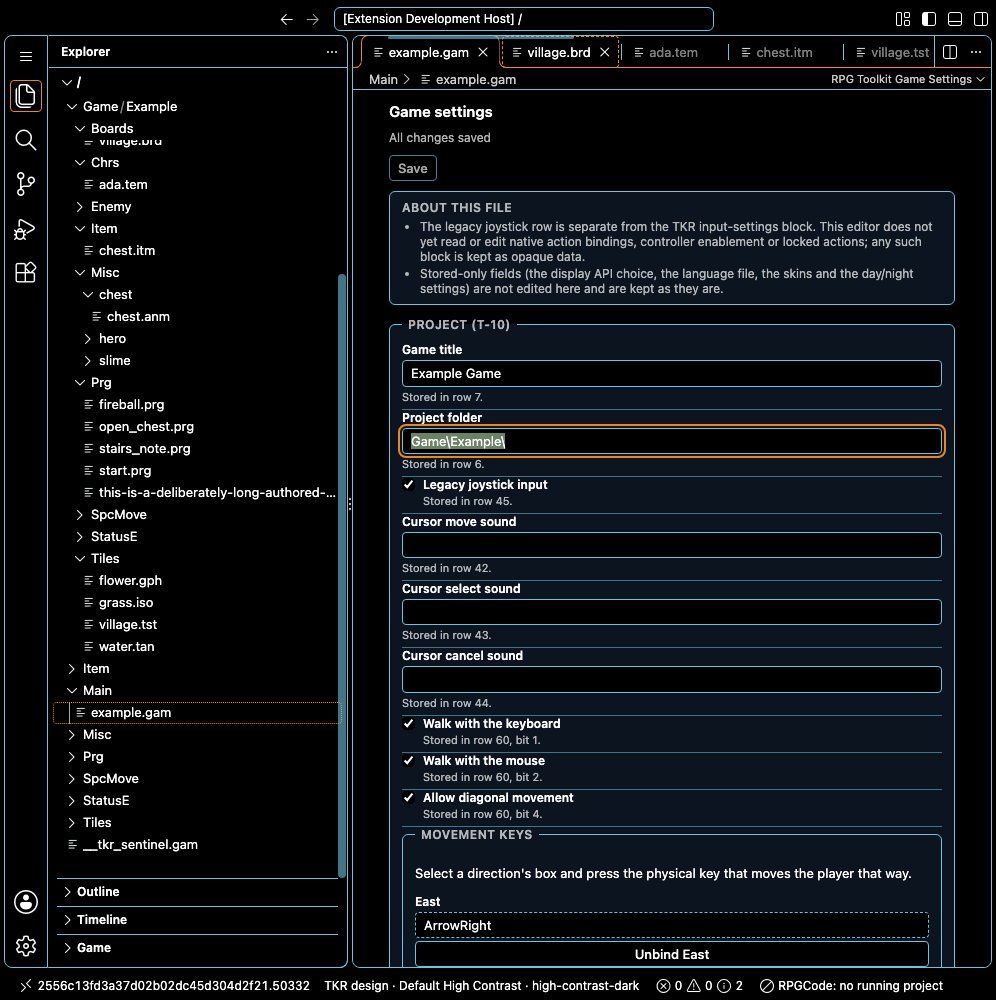 [Extension Development Host] /
Explorer
/
Game/Example
Boards
village.brd
Chrs
ada.tem
Enemy
Item
chest.itm
Misc
chest
chest.anm
hero
slime
Prg
fireball.prg
open_chest.prg
stairs_note.prg
start.prg
this-is-a-deliberately-long-authored-...
SpcMove
StatusE
Tiles
flower.gph
grass.iso
village.tst
water.tan
Item
Main
example.gam
Misc
Prg
SpcMove
StatusE
Tiles
__tkr_sentinel.gam
Outline
Timeline
Game
example.gam
village.brd
ada.tem
chest.itm
village.tst
Main > example.gam
RPG Toolkit Game Settings
Game settings
All changes saved
Save
ABOUT THIS FILE
• The legacy joystick row is separate from the TKR input-settings block. This editor does not
yet read or edit native action bindings, controller enablement or locked actions; any such
block is kept as opaque data.
• Stored-only fields (the display API choice, the language file, the skins and the day/night
settings) are not edited here and are kept as they are.
PROJECT (T-10)
Game title
Example Game
Stored in row 7.
Project folder
Game\Example\
Stored in row 6.
Legacy joystick input
Stored in row 45.
Cursor move sound
Stored in row 42.
Cursor select sound
Stored in row 43.
Cursor cancel sound
Stored in row 44.
Walk with the keyboard
Stored in row 60, bit 1.
Walk with the mouse
Stored in row 60, bit 2.
Allow diagonal movement
Stored in row 60, bit 4.
MOVEMENT KEYS
Select a direction's box and press the physical key that moves the player that way.
East
ArrowRight
Unbind East
2556c13fd3a37d02b02dc45d304d2f21.50332
TKR design · Default High Contrast · high-contrast-dark
0 0 2
RPGCode: no running project